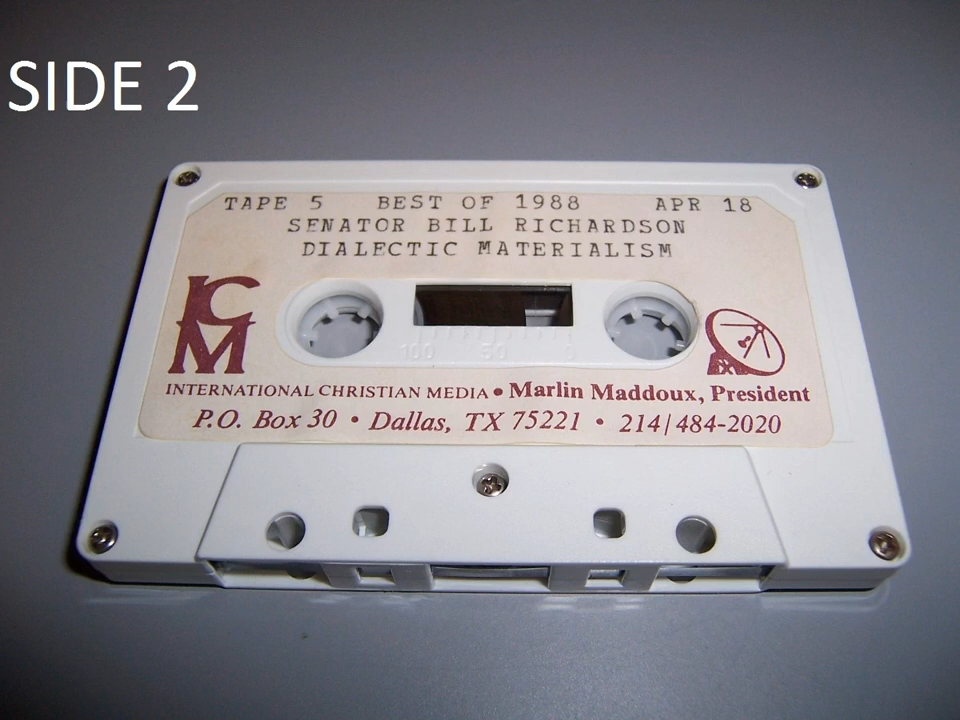 SIDE 2
TAPE 5 BEST OF 1988 APR 18
SENATOR BILL RICHARDSON
DIALECTIC MATERIALISM
ICM
100 50 0
INTERNATIONAL CHRISTIAN MEDIA • Marlin Maddoux, President
P.O. Box 30 • Dallas, TX 75221 • 214/484-2020